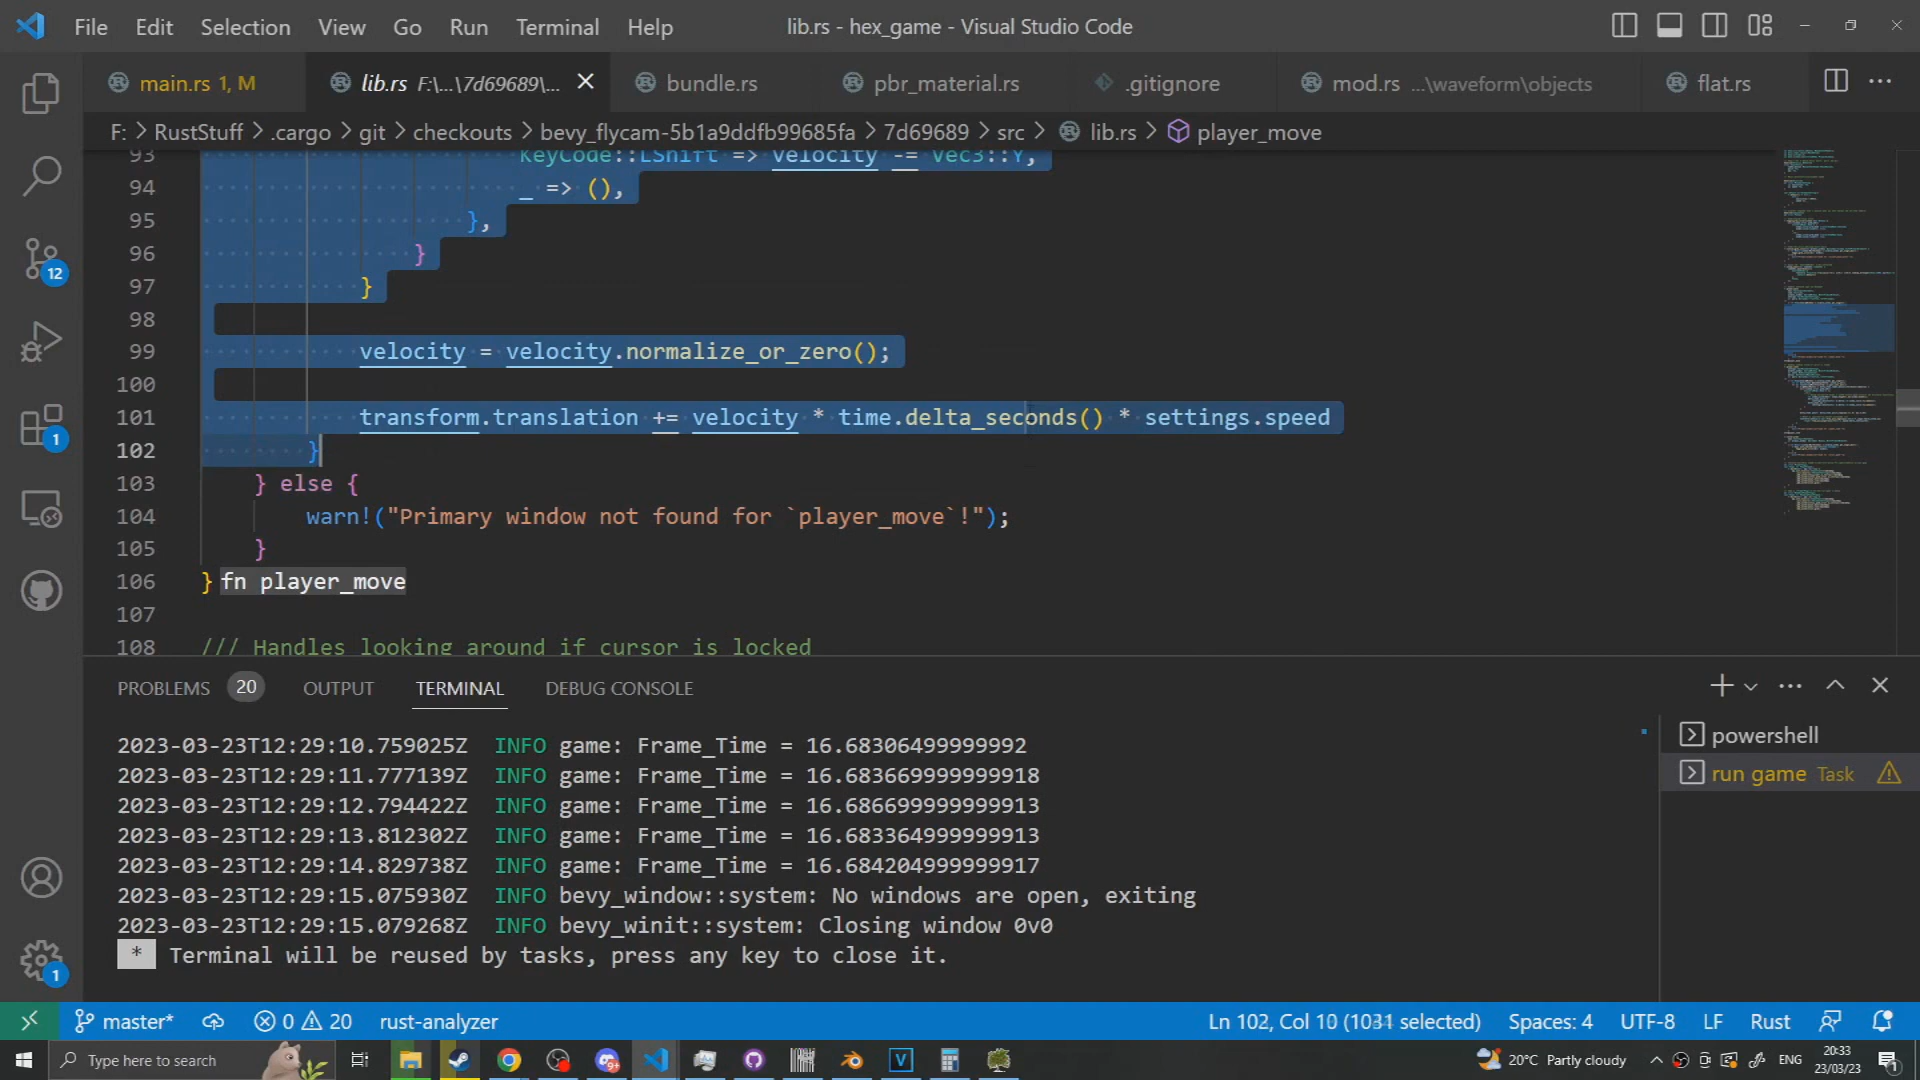 File Edit Selection View Go Run Terminal Help
lib.rs - hex_game - Visual Studio Code
main.rs 1, M
lib.rs F:\...\7d69689\...
bundle.rs
pbr_material.rs
.gitignore
mod.rs ...\waveform\objects
flat.rs
F: > RustStuff > .cargo > git > checkouts > bevy_flycam-5b1a9ddfb99685fa > 7d69689 > src > lib.rs > player_move
93 KeyCode::LShift => velocity -= Vec3::Y,
94 _ => (),
95 },
96 }
97 }
98
99 velocity = velocity.normalize_or_zero();
100
101 transform.translation += velocity * time.delta_seconds() * settings.speed
102 }
103 } else {
104 warn!("Primary window not found for `player_move`!");
105 }
106 } fn player_move
107
108 /// Handles looking around if cursor is locked
12
1
1
PROBLEMS 20 OUTPUT TERMINAL DEBUG CONSOLE
2023-03-23T12:29:10.759025Z INFO game: Frame_Time = 16.68306499999992
2023-03-23T12:29:11.777139Z INFO game: Frame_Time = 16.683669999999918
2023-03-23T12:29:12.794422Z INFO game: Frame_Time = 16.686699999999913
2023-03-23T12:29:13.812302Z INFO game: Frame_Time = 16.683364999999913
2023-03-23T12:29:14.829738Z INFO game: Frame_Time = 16.684204999999917
2023-03-23T12:29:15.075930Z INFO bevy_window::system: No windows are open, exiting
2023-03-23T12:29:15.079268Z INFO bevy_winit::system: Closing window 0v0
* Terminal will be reused by tasks, press any key to close it.
powershell
run game Task
master* 0 20 rust-analyzer
Ln 102, Col 10 (1031 selected) Spaces: 4 UTF-8 LF Rust
Type here to search
9+
V
20°C Partly cloudy
ENG
20:33
23/03/23
1